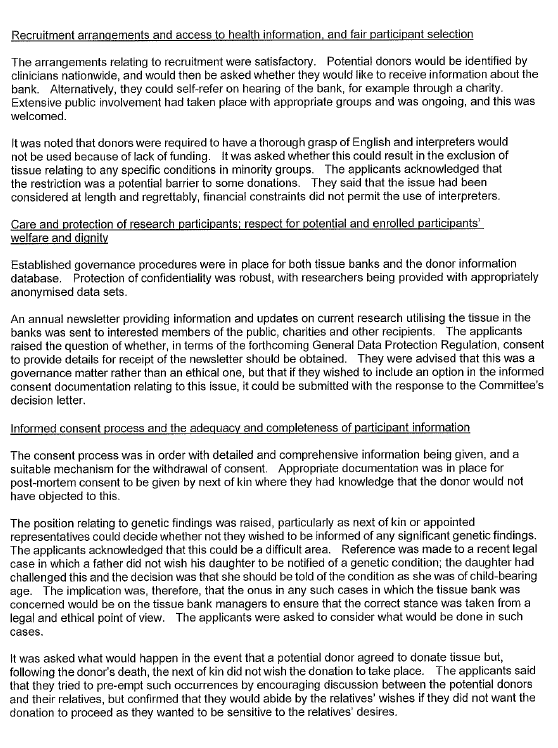 Recruitment arrangements and access to health information, and fair participant selection
The arrangements relating to recruitment were satisfactory. Potential donors would be identified by
clinicians nationwide, and would then be asked whether they would like to receive information about the
bank. Alternatively, they could self-refer on hearing of the bank, for example through a charity.
Extensive public involvement had taken place with appropriate groups and was ongoing, and this was
welcomed.
It was noted that donors were required to have a thorough grasp of English and interpreters would
not be used because of lack of funding. It was asked whether this could result in the exclusion of
tissue relating to any specific conditions in minority groups. The applicants acknowledged that
the restriction was a potential barrier to some donations. They said that the issue had been
considered at length and regrettably, financial constraints did not permit the use of interpreters.
Care and protection of research participants; respect for potential and enrolled participants'
welfare and dignity
Established governance procedures were in place for both tissue banks and the donor information
database. Protection of confidentiality was robust, with researchers being provided with appropriately
anonymised data sets.
An annual newsletter providing information and updates on current research utilising the tissue in the
banks was sent to interested members of the public, charities and other recipients. The applicants
raised the question of whether, in terms of the forthcoming General Data Protection Regulation, consent
to provide details for receipt of the newsletter should be obtained. They were advised that this was a
governance matter rather than an ethical one, but that if they wished to include an option in the informed
consent documentation relating to this issue, it could be submitted with the response to the Committee's
decision letter.
Informed consent process and the adequacy and completeness of participant information
The consent process was in order with detailed and comprehensive information being given, and a
suitable mechanism for the withdrawal of consent. Appropriate documentation was in place for
post-mortem consent to be given by next of kin where they had knowledge that the donor would not
have objected to this.
The position relating to genetic findings was raised, particularly as next of kin or appointed
representatives could decide whether not they wished to be informed of any significant genetic findings.
The applicants acknowledged that this could be a difficult area. Reference was made to a recent legal
case in which a father did not wish his daughter to be notified of a genetic condition; the daughter had
challenged this and the decision was that she should be told of the condition as she was of child-bearing
age. The implication was, therefore, that the onus in any such cases in which the tissue bank was
concerned would be on the tissue bank managers to ensure that the correct stance was taken from a
legal and ethical point of view. The applicants were asked to consider what would be done in such
cases.
It was asked what would happen in the event that a potential donor agreed to donate tissue but,
following the donor's death, the next of kin did not wish the donation to take place. The applicants said
that they tried to pre-empt such occurrences by encouraging discussion between the potential donors
and their relatives, but confirmed that they would abide by the relatives' wishes if they did not want the
donation to proceed as they wanted to be sensitive to the relatives' desires.